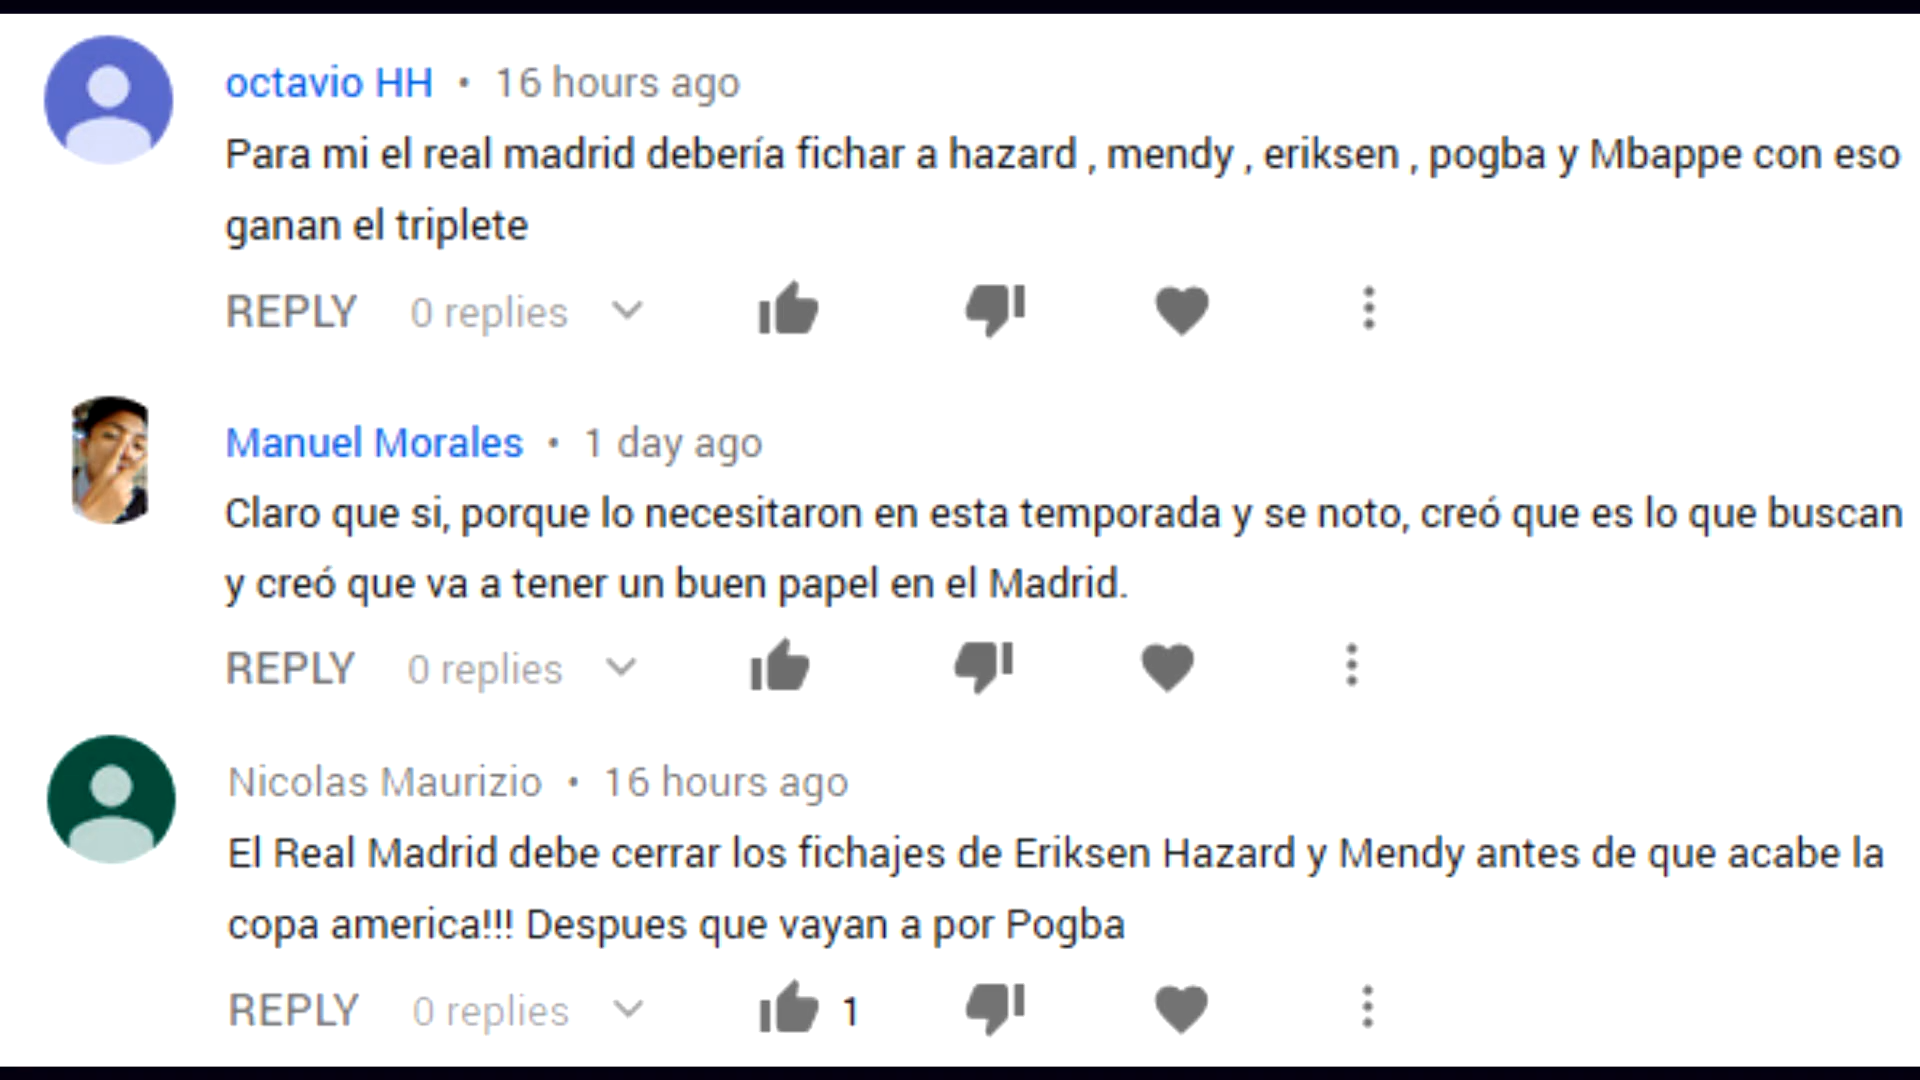 octavio HH • 16 hours ago
Para mi el real madrid debería fichar a hazard , mendy , eriksen , pogba y Mbappe con eso
ganan el triplete
REPLY 0 replies
Manuel Morales • 1 day ago
Claro que si, porque lo necesitaron en esta temporada y se noto, creó que es lo que buscan
y creó que va a tener un buen papel en el Madrid.
REPLY 0 replies
Nicolas Maurizio • 16 hours ago
El Real Madrid debe cerrar los fichajes de Eriksen Hazard y Mendy antes de que acabe la
copa america!!! Despues que vayan a por Pogba
REPLY 0 replies 1